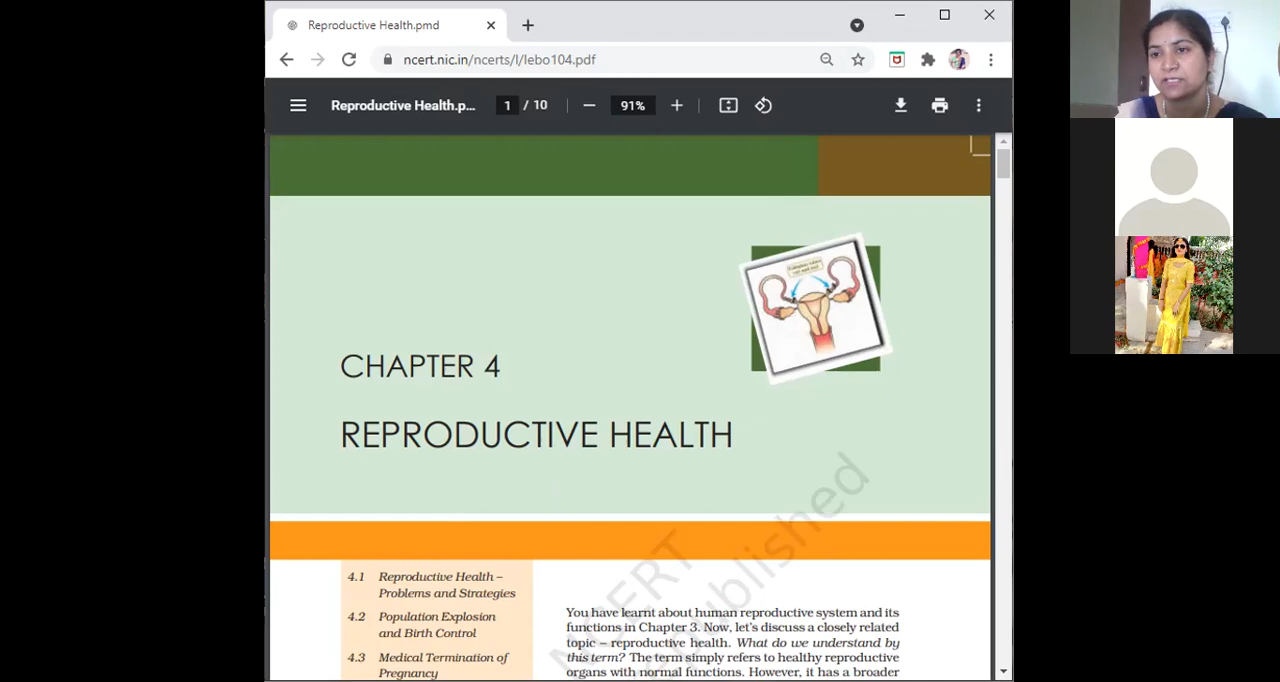 Reproductive Health.pmd
ncert.nic.in/ncerts/l/lebo104.pdf
Reproductive Health.p...
1 / 10
91%
CHAPTER 4
REPRODUCTIVE HEALTH
4.1 Reproductive Health –
Problems and Strategies
4.2 Population Explosion
and Birth Control
4.3 Medical Termination of
Pregnancy
You have learnt about human reproductive system and its
functions in Chapter 3. Now, let's discuss a closely related
topic – reproductive health. What do we understand by
this term? The term simply refers to healthy reproductive
organs with normal functions. However, it has a broader
NCERT
republished